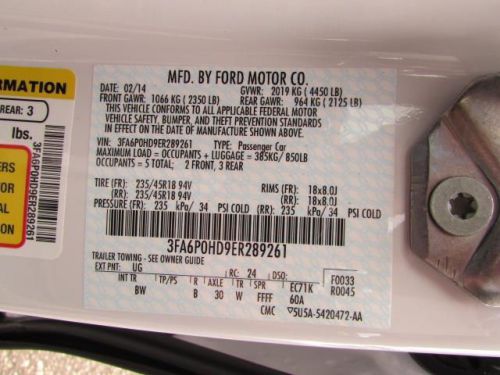 MFD. BY FORD MOTOR CO.
DATE: 02/14 GVWR: 2019 KG ( 4450 LB)
FRONT GAWR: 1066 KG ( 2350 LB) REAR GAWR: 964 KG ( 2125 LB)
THIS VEHICLE CONFORMS TO ALL APPLICABLE FEDERAL MOTOR
VEHICLE SAFETY, BUMPER, AND THEFT PREVENTION STANDARDS
IN EFFECT ON THE DATE OF MANUFACTURE SHOWN ABOVE.
VIN: 3FA6P0HD9ER289261 TYPE: Passenger Car
MAXIMUM LOAD = OCCUPANTS + LUGGAGE = 385KG/850LB
OCCUPANTS = 5 TOTAL: 2 FRONT, 3 REAR
TIRE (FR): 235/45R18 94V RIMS (FR): 18x8.0J
(RR): 235/45R18 94V (RR): 18x8.0J
PRESSURE (FR): 235 kPa/ 34 PSI COLD (RR): 235 kPa/ 34 PSI COLD
3FA6P0HD9ER289261
TRAILER TOWING - SEE OWNER GUIDE
EXT PNT: UG RC: 24 DSO: F0033
RD045
INT TR TP/PS R AXLE TR SPR EC71K
BW B 30 W FFFF 60A
CMC 5U5A-5420472-AA
ORMATION
REAR: 3
lbs.
ERS
3FA6P0HD9ER289261